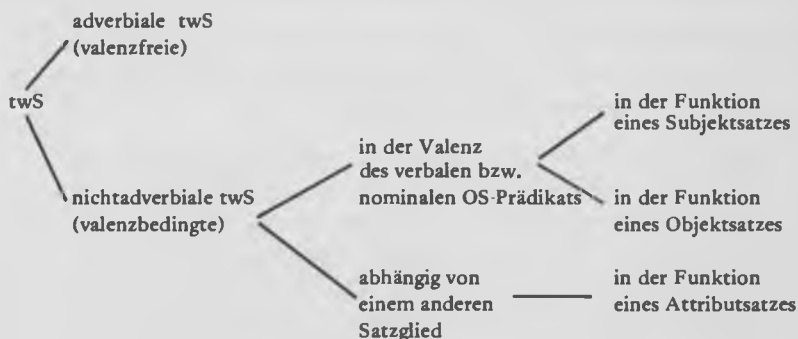 adverbiale twS
(valenzfreie)
twS
nichtadverbiale twS
(valenzbedingte)
in der Valenz
des verbalen bzw.
nominalen OS-Prädikats
in der Funktion
eines Subjektsatzes
in der Funktion
eines Objektsatzes
abhängig von
einem anderen
Satzglied
in der Funktion
eines Attributsatzes